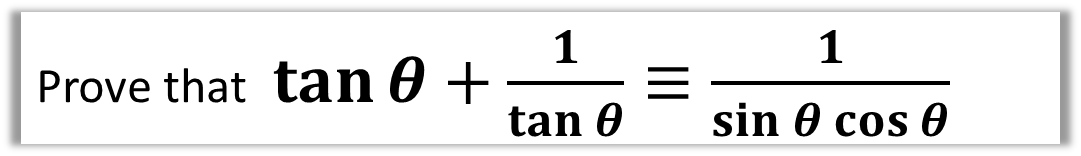 Prove that tan θ + 1/tan θ ≡ 1/sin θ cos θ